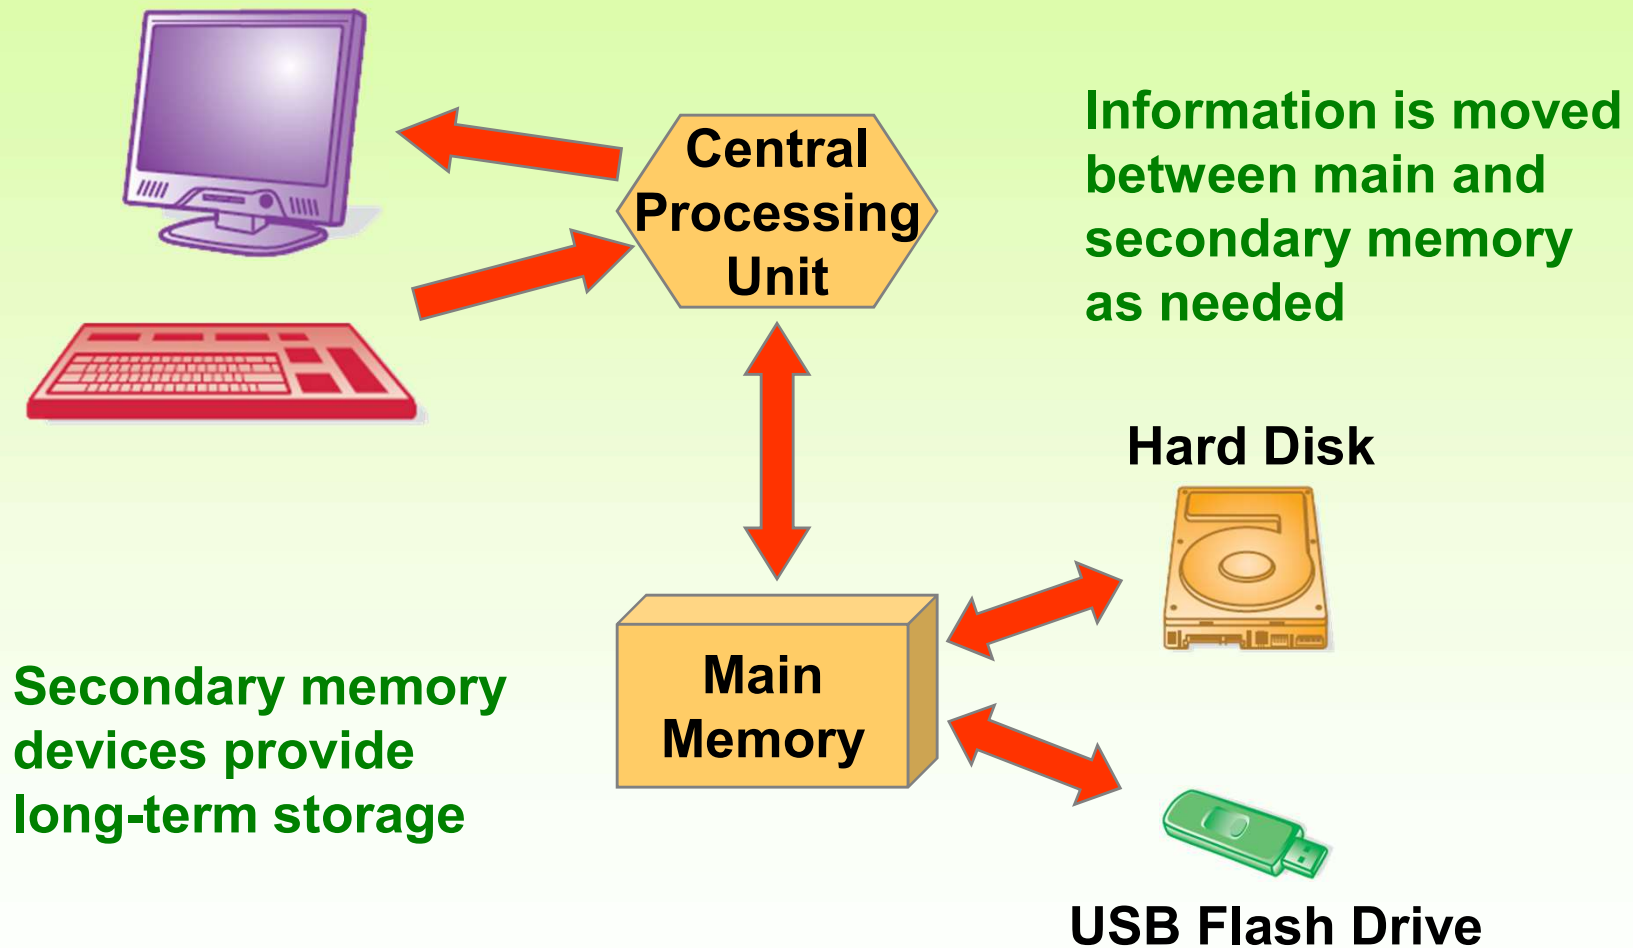 Central
Processing
Unit
Information is moved
between main and
secondary memory
as needed
Hard Disk
Main
Memory
Secondary memory
devices provide
long-term storage
USB Flash Drive